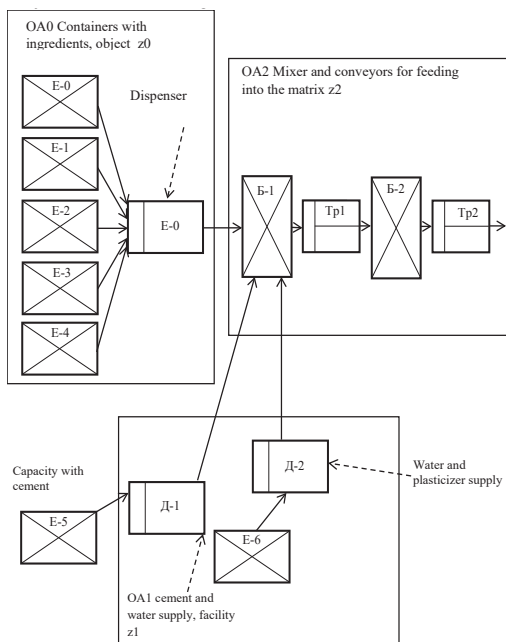 OA0 Containers with
ingredients, object z0
E-0
E-1
E-2
E-3
E-4
Dispenser
E-0
OA2 Mixer and conveyors for feeding
into the matrix z2
Б-1
Tp1
Б-2
Tp2
Capacity with
cement
E-5
Д-1
Д-2
E-6
Water and
plasticizer supply
OA1 cement and
water supply, facility
z1